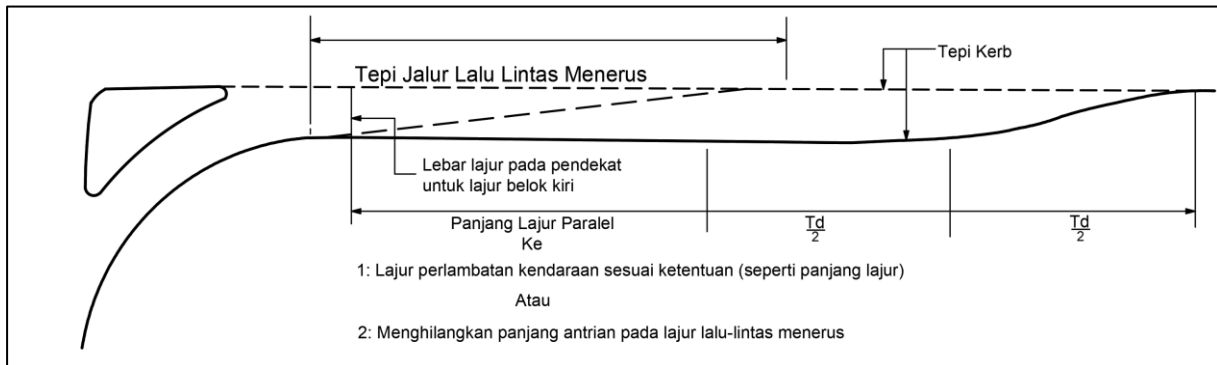 Tepi Jalur Lalu Lintas Menerus
Tepi Kerb
Lebar lajur pada pendekat
untuk lajur belok kiri
Panjang Lajur Paralel
Ke
Td
2
Td
2
1: Lajur perlambatan kendaraan sesuai ketentuan (seperti panjang lajur)
Atau
2: Menghilangkan panjang antrian pada lajur lalu-lintas menerus